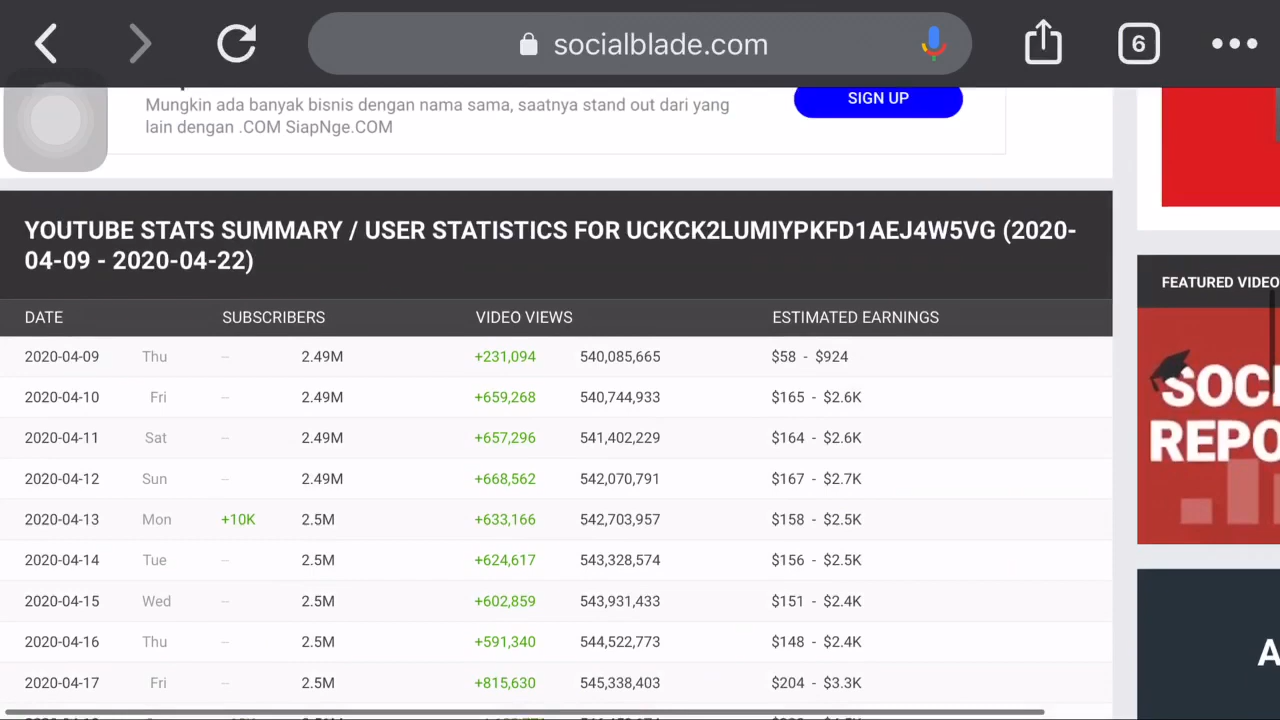 socialblade.com
6
Mungkin ada banyak bisnis dengan nama sama, saatnya stand out dari yang
lain dengan .COM SiapNge.COM
SIGN UP
YOUTUBE STATS SUMMARY / USER STATISTICS FOR UCKCK2LUMIYPKFD1AEJ4W5VG (2020-
04-09 - 2020-04-22)
DATE SUBSCRIBERS VIDEO VIEWS ESTIMATED EARNINGS
2020-04-09 Thu -- 2.49M +231,094 540,085,665 $58 - $924
2020-04-10 Fri -- 2.49M +659,268 540,744,933 $165 - $2.6K
2020-04-11 Sat -- 2.49M +657,296 541,402,229 $164 - $2.6K
2020-04-12 Sun -- 2.49M +668,562 542,070,791 $167 - $2.7K
2020-04-13 Mon +10K 2.5M +633,166 542,703,957 $158 - $2.5K
2020-04-14 Tue -- 2.5M +624,617 543,328,574 $156 - $2.5K
2020-04-15 Wed -- 2.5M +602,859 543,931,433 $151 - $2.4K
2020-04-16 Thu -- 2.5M +591,340 544,522,773 $148 - $2.4K
2020-04-17 Fri -- 2.5M +815,630 545,338,403 $204 - $3.3K
FEATURED VIDEO
SOCI
REPO
A